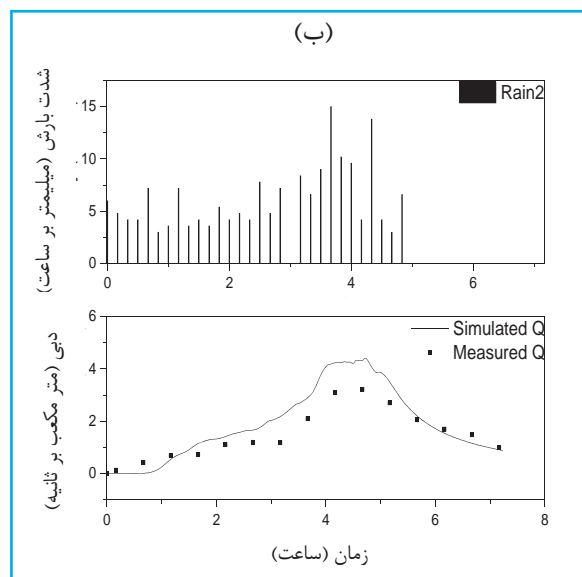 (ب)
شدت بارش (میلیمتر بر ساعت)
Rain2
15
10
5
0
0 2 4 6
دبی (متر مکعب بر ثانیه)
Simulated Q
Measured Q
6
4
2
0
0 2 4 6 8
زمان (ساعت)